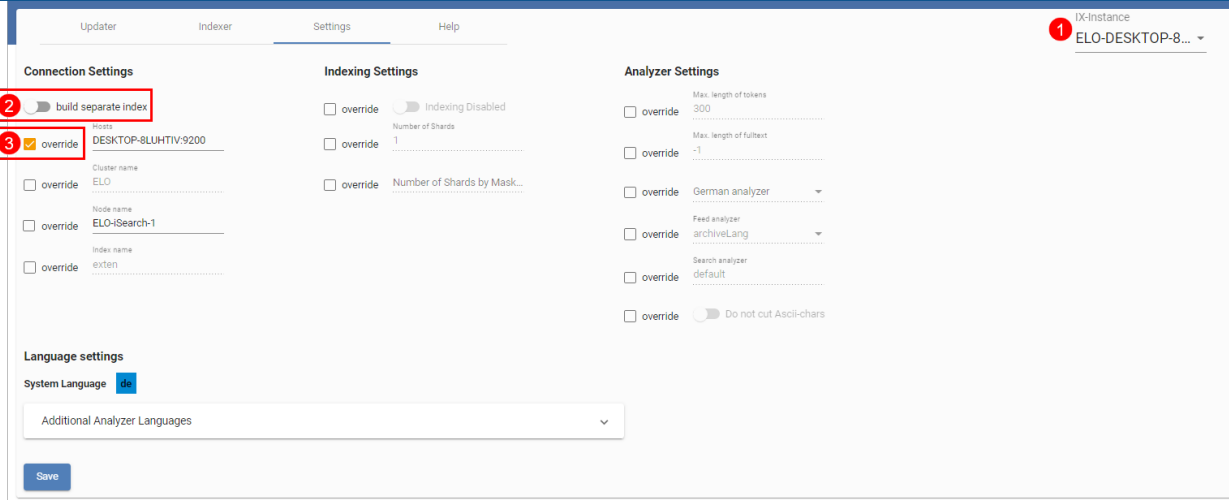 Updater
Indexer
Settings
Help
IX-Instance
1 ELO-DESKTOP-8...
Connection Settings
2 build separate index
Hosts
3 override DESKTOP-8LUHTIV:9200
Cluster name
override ELO
Node name
override ELO-iSearch-1
Index name
override exten
Indexing Settings
override Indexing Disabled
Number of Shards
override 1
override Number of Shards by Mask...
Analyzer Settings
Max. length of tokens
override 300
Max. length of fulltext
override -1
override German analyzer
Feed analyzer
override archiveLang
Search analyzer
override default
override Do not cut Ascii-chars
Language settings
System Language de
Additional Analyzer Languages
Save